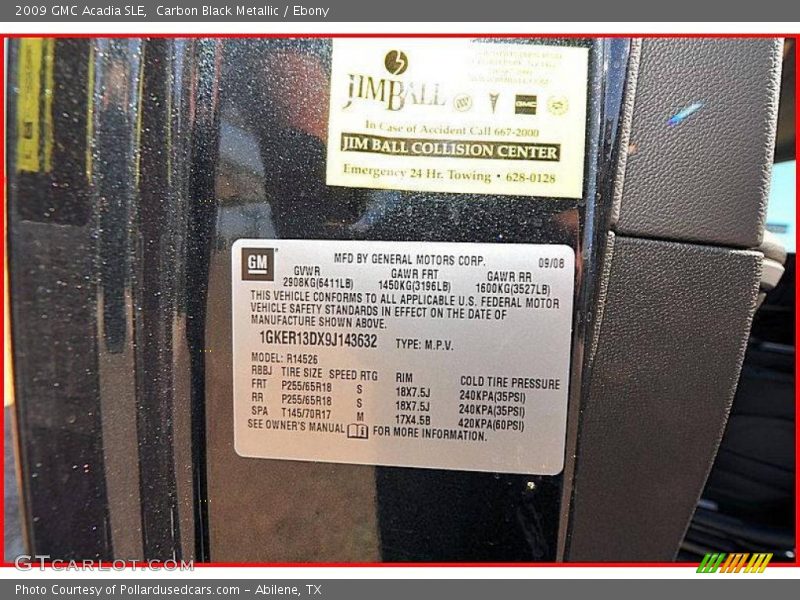 2009 GMC Acadia SLE,  Carbon Black Metallic / Ebony
JIM BALL
GMC
In Case of Accident Call 667-2000
JIM BALL COLLISION CENTER
Emergency 24 Hr. Towing • 628-0128
GM
MFD BY GENERAL MOTORS CORP. 09/08
GVWR GAWR FRT GAWR RR
2908KG(6411LB) 1450KG(3196LB) 1600KG(3527LB)
THIS VEHICLE CONFORMS TO ALL APPLICABLE U.S. FEDERAL MOTOR
VEHICLE SAFETY STANDARDS IN EFFECT ON THE DATE OF
MANUFACTURE SHOWN ABOVE.
1GKER13DX9J143632 TYPE: M.P.V.
MODEL: R14526
RBBJ TIRE SIZE SPEED RTG RIM COLD TIRE PRESSURE
FRT P255/65R18 S 18X7.5J 240KPA(35PSI)
RR P255/65R18 S 18X7.5J 240KPA(35PSI)
SPA T145/70R17 M 17X4.5B 420KPA(60PSI)
SEE OWNER'S MANUAL FOR MORE INFORMATION.
GTCARLOT.COM
Photo Courtesy of Pollardusedcars.com - Abilene, TX